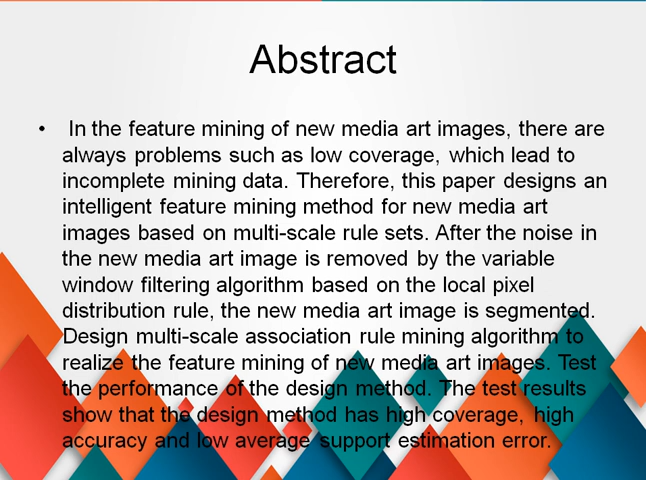 Abstract
• In the feature mining of new media art images, there are
always problems such as low coverage, which lead to
incomplete mining data. Therefore, this paper designs an
intelligent feature mining method for new media art
images based on multi-scale rule sets. After the noise in
the new media art image is removed by the variable
window filtering algorithm based on the local pixel
distribution rule, the new media art image is segmented.
Design multi-scale association rule mining algorithm to
realize the feature mining of new media art images. Test
the performance of the design method. The test results
show that the design method has high coverage, high
accuracy and low average support estimation error.